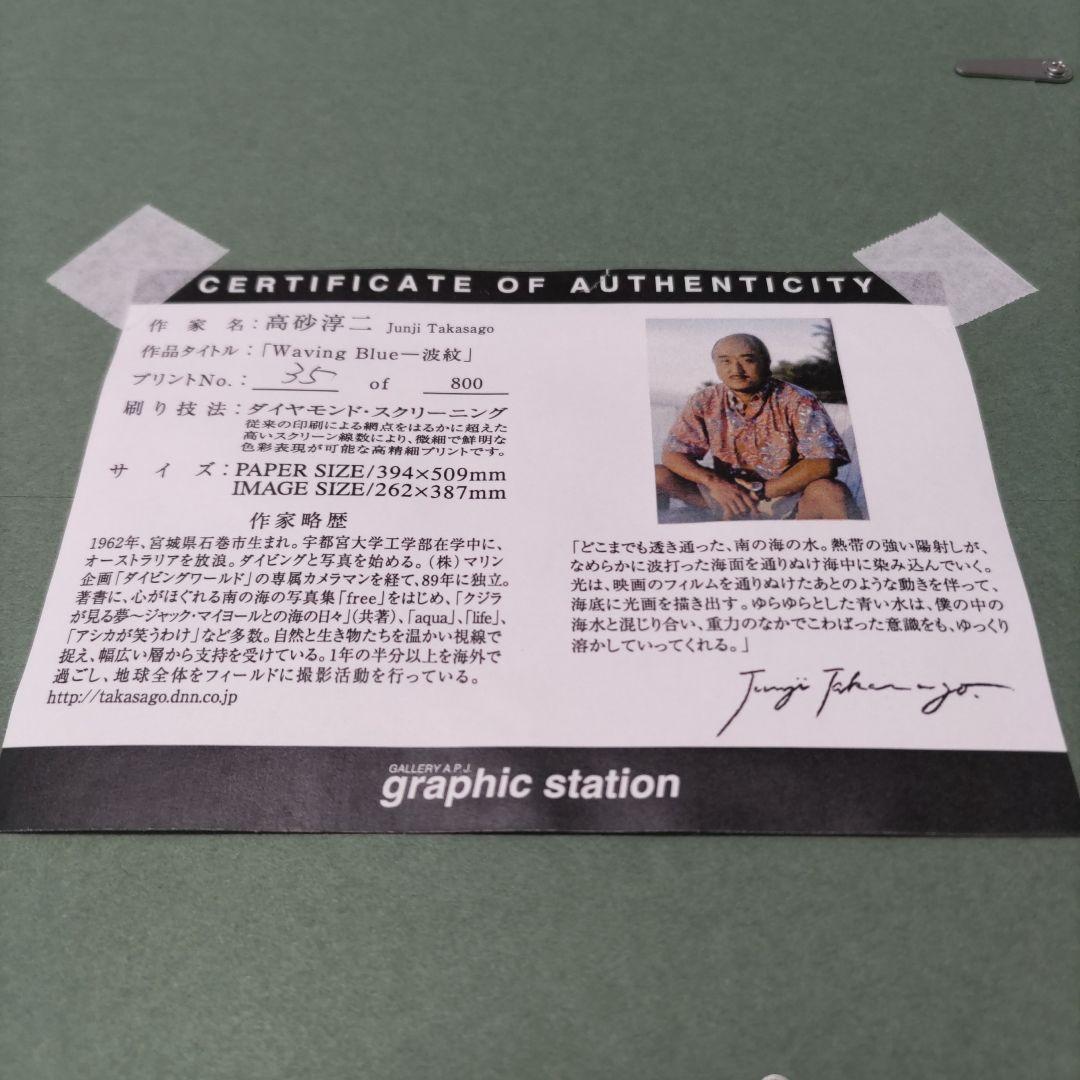 CERTIFICATE OF AUTHENTICITY
作家名：高砂淳二 Junji Takasago
作品タイトル：「Waving Blue—波紋」
プリントNo.： 35 of 800
刷り技法：ダイヤモンド・スクリーニング
従来の印刷による網点をはるかに超えた
高いスクリーン線数により、微細で鮮明な
色彩表現が可能な高精細プリントです。
サイズ：PAPER SIZE/394×509mm
IMAGE SIZE/262×387mm
作家略歴
1962年、宮城県石巻市生まれ。宇都宮大学工学部在学中に、
オーストラリアを放浪。ダイビングと写真を始める。（株）マリン
企画「ダイビングワールド」の専属カメラマンを経て、89年に独立。
著書に、心がほぐれる南の海の写真集「free」をはじめ、「クジラ
が見る夢～ジャック・マイヨールとの海の日々」（共著）、「aqua」、「life」、
「アシカが笑うわけ」など多数。自然と生き物たちを温かい視線で
捉え、幅広い層から支持を受けている。1年の半分以上を海外で
過ごし、地球全体をフィールドに撮影活動を行っている。
http://takasago.dnn.co.jp
「どこまでも透き通った、南の海の水。熱帯の強い陽射しが、
なめらかに波打った海面を通りぬけ海中に染み込んでいく。
光は、映画のフィルムを通りぬけたあとのような動きを伴って、
海底に光画を描き出す。ゆらゆらとした青い水は、僕の中の
海水と混じり合い、重力のなかでこわばった意識をも、ゆっくり
溶かしていってくれる。」
Junji Takasago.
GALLERY A.P.J.
graphic station